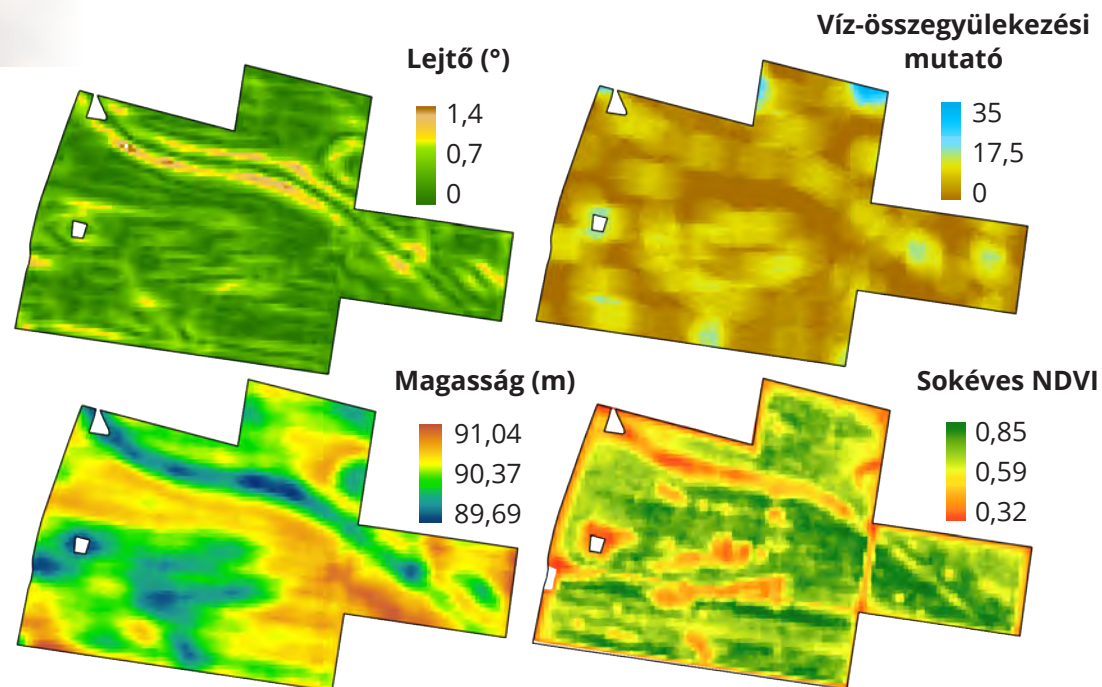 Lejtő (°)
1,4
0,7
0
Víz-összegyülekezési
mutató
35
17,5
0
Magasság (m)
91,04
90,37
89,69
Sokéves NDVI
0,85
0,59
0,32